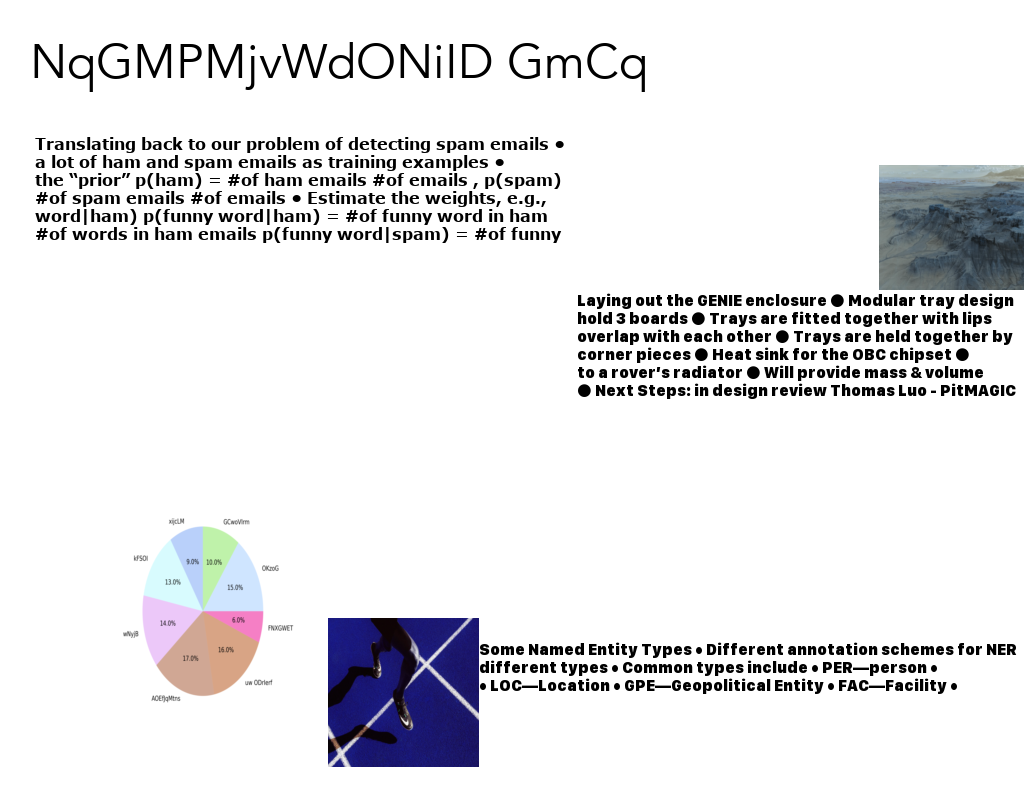 NqGMPMjvWdONiID GmCq
Translating back to our problem of detecting spam emails •
a lot of ham and spam emails as training examples •
the “prior” p(ham) = #of ham emails #of emails , p(spam)
#of spam emails #of emails • Estimate the weights, e.g.,
word|ham) p(funny word|ham) = #of funny word in ham
#of words in ham emails p(funny word|spam) = #of funny
Laying out the GENIE enclosure ● Modular tray design
hold 3 boards ● Trays are fitted together with lips
overlap with each other ● Trays are held together by
corner pieces ● Heat sink for the OBC chipset ●
to a rover’s radiator ● Will provide mass & volume
● Next Steps: in design review Thomas Luo - PitMAGIC
xijcLM
GCwoVirm
kFSOl
OKzoG
9.0%
10.0%
13.0%
15.0%
14.0%
6.0%
FNXGWET
wNyjB
17.0%
16.0%
uw ODrlerf
AOEfJqMtns
Some Named Entity Types • Different annotation schemes for NER
different types • Common types include • PER—person •
• LOC—Location • GPE—Geopolitical Entity • FAC—Facility •